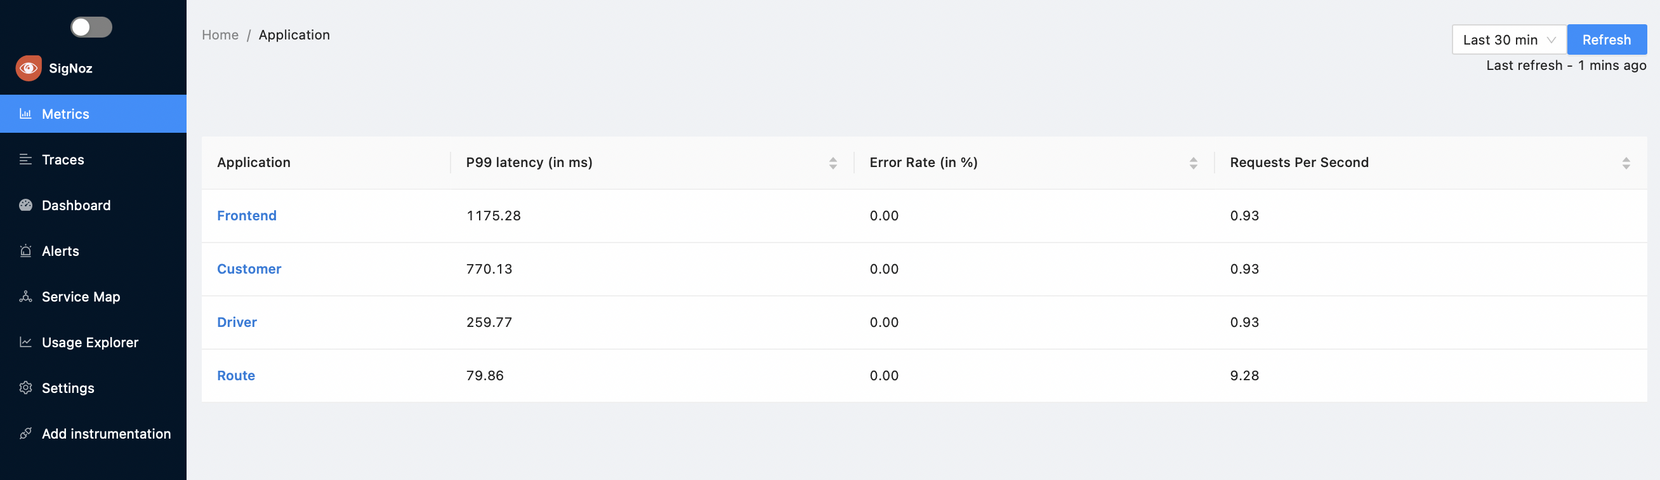 Home / Application
Last 30 min
Refresh
Last refresh - 1 mins ago
SigNoz
Metrics
Traces
Dashboard
Alerts
Service Map
Usage Explorer
Settings
Add instrumentation
Application P99 latency (in ms) Error Rate (in %) Requests Per Second
Frontend 1175.28 0.00 0.93
Customer 770.13 0.00 0.93
Driver 259.77 0.00 0.93
Route 79.86 0.00 9.28